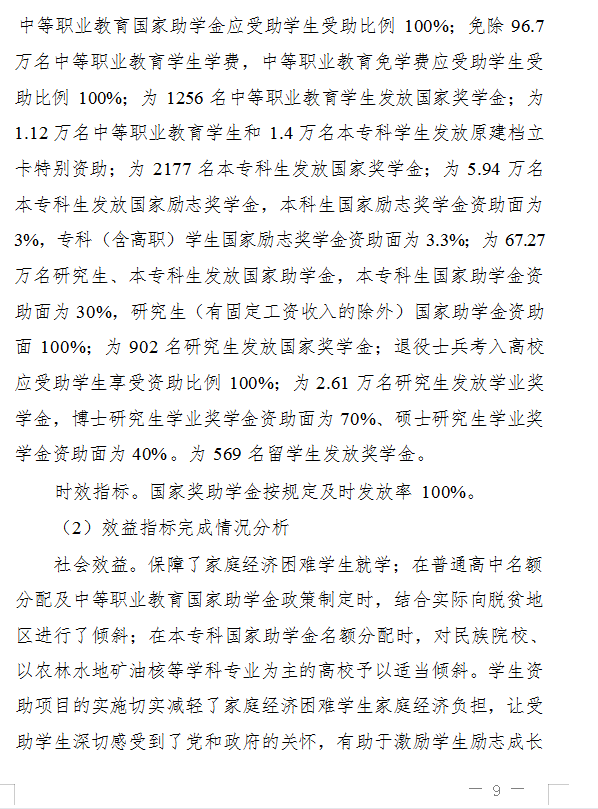 中等职业教育国家助学金应受助学生受助比例 100%；免除 96.7
万名中等职业教育学生学费，中等职业教育免学费应受助学生受
助比例 100%；为 1256 名中等职业教育学生发放国家奖学金；为
1.12 万名中等职业教育学生和 1.4 万名本专科学生发放原建档立
卡特别资助；为 2177 名本专科生发放国家奖学金；为 5.94 万名
本专科生发放国家励志奖学金，本科生国家励志奖学金资助面为
3%，专科（含高职）学生国家励志奖学金资助面为 3.3%；为 67.27
万名研究生、本专科生发放国家助学金，本专科生国家助学金资
助面为 30%，研究生（有固定工资收入的除外）国家助学金资助
面 100%；为 902 名研究生发放国家奖学金；退役士兵考入高校
应受助学生享受资助比例 100%；为 2.61 万名研究生发放学业奖
学金，博士研究生学业奖学金资助面为 70%、硕士研究生学业奖
学金资助面为 40%。为 569 名留学生发放奖学金。
时效指标。国家奖助学金按规定及时发放率 100%。
（2）效益指标完成情况分析
社会效益。保障了家庭经济困难学生就学；在普通高中名额
分配及中等职业教育国家助学金政策制定时，结合实际向脱贫地
区进行了倾斜；在本专科国家助学金名额分配时，对民族院校、
以农林水地矿油核等学科专业为主的高校予以适当倾斜。学生资
助项目的实施切实减轻了家庭经济困难学生家庭经济负担，让受
助学生深切感受到了党和政府的关怀，有助于激励学生励志成长
— 9 —